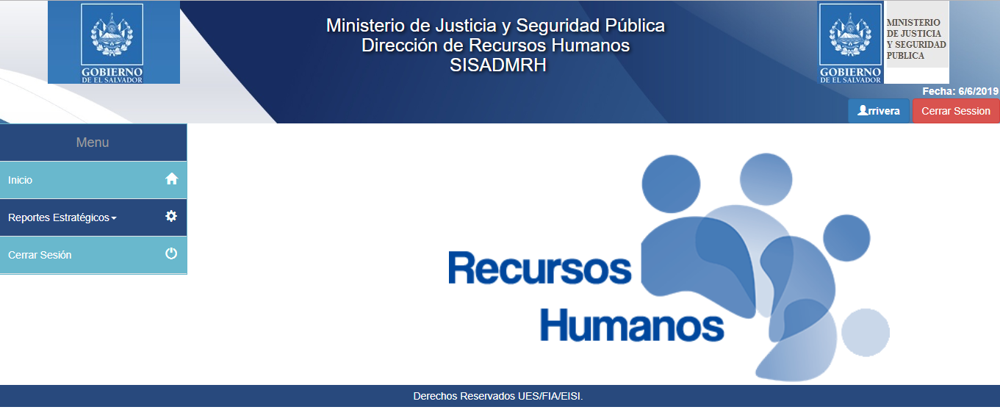 GOBIERNO
DE EL SALVADOR
Ministerio de Justicia y Seguridad Pública
Dirección de Recursos Humanos
SISADMRH
GOBIERNO
DE EL SALVADOR
MINISTERIO
DE JUSTICIA
Y SEGURIDAD
PUBLICA
Fecha: 6/6/2019
rrivera
Cerrar Session
Menu
Inicio
Reportes Estratégicos
Cerrar Sesión
Recursos
Humanos
Derechos Reservados UES/FIA/EISI.